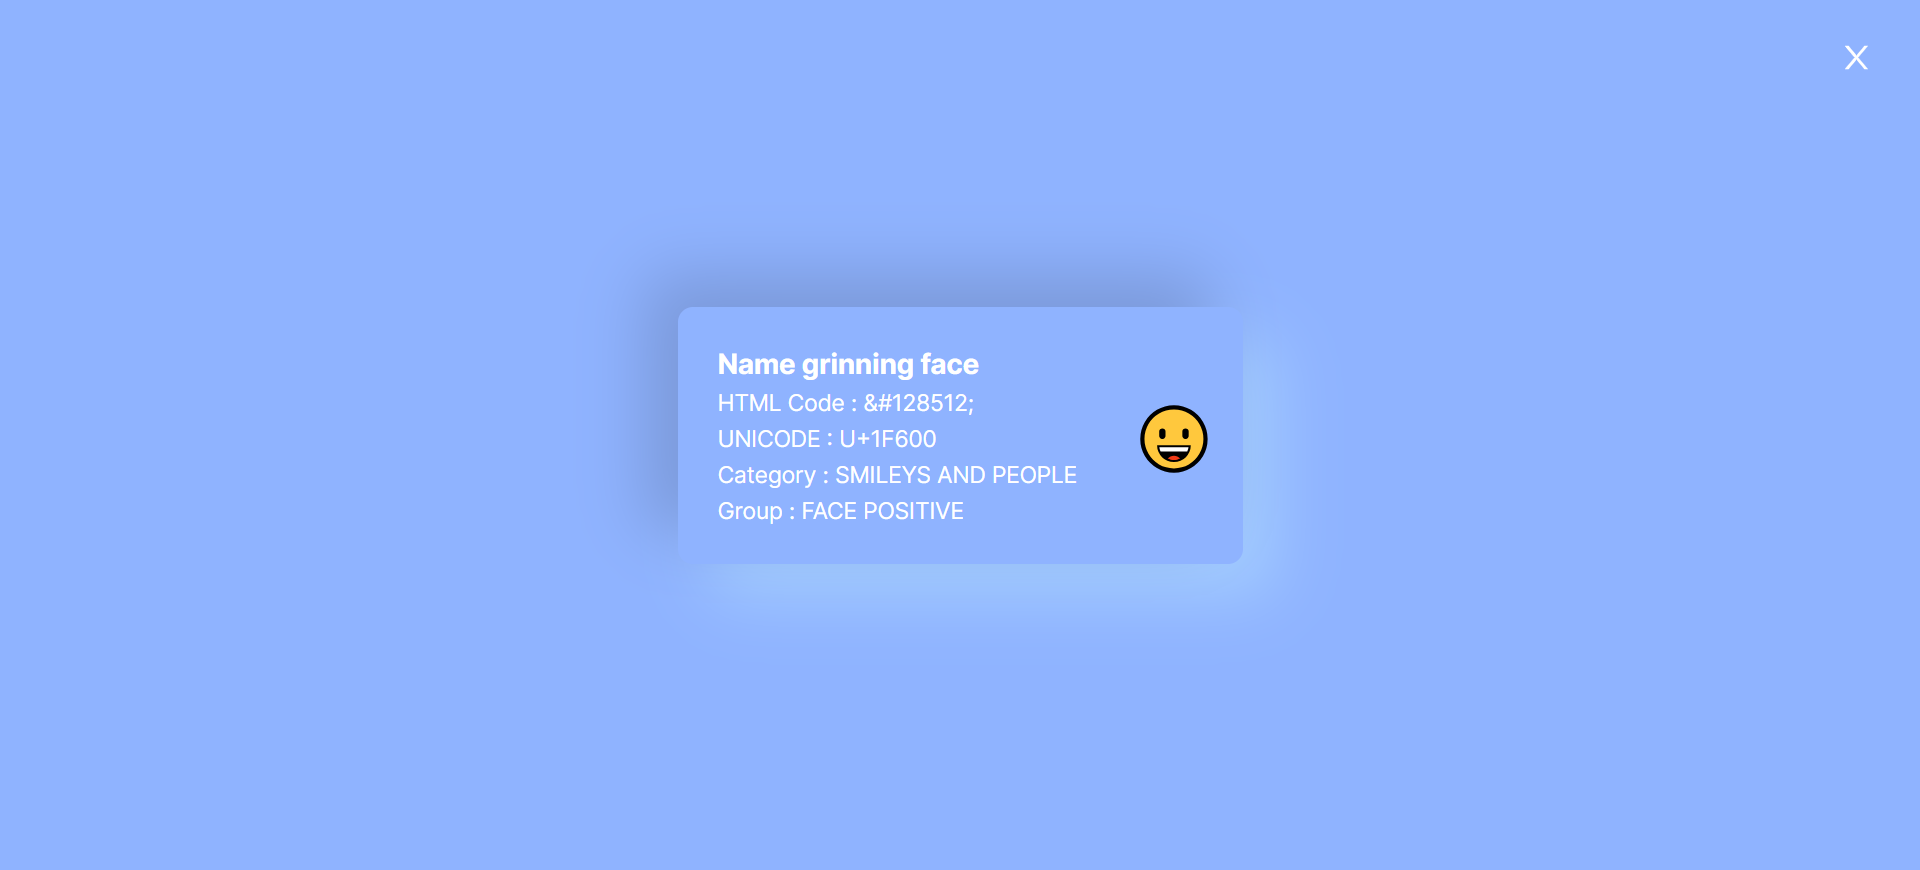 X
Name grinning face
HTML Code : &#128512;
UNICODE : U+1F600
Category : SMILEYS AND PEOPLE
Group : FACE POSITIVE